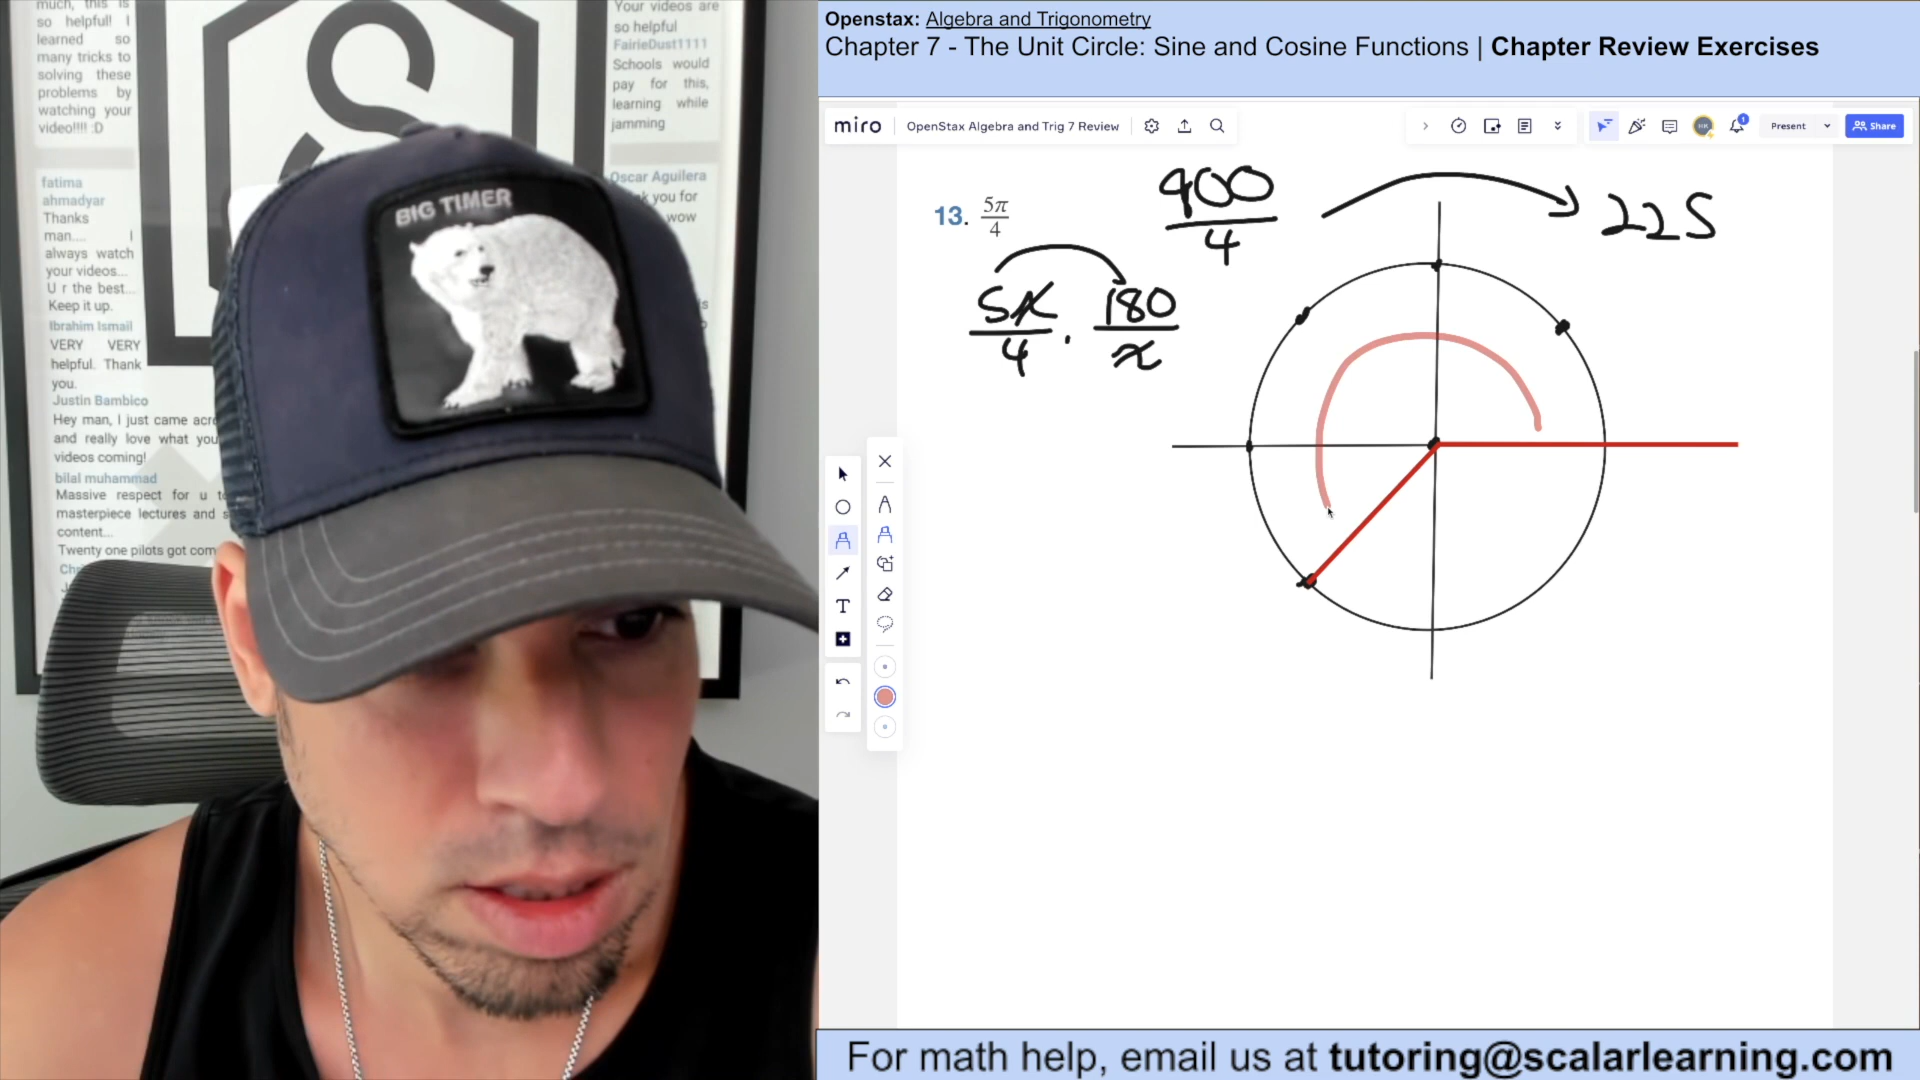 much, this is
so helpful! I
learned so
many tricks to
solving these
problems by
watching your
video!!!! :D
Your videos are
so helpful
FairieDust1111
Schools would
pay for this,
learning while
jamming
fatima
ahmadyar
Thanks
man.... I
always watch
your videos...
U r the best...
Keep it up.
Ibrahim Ismail
VERY VERY
helpful. Thank
you.
Justin Bambico
Hey man, I just came
and really love what you
videos coming!
bilal muhammad
Massive respect for u
masterpiece lectures and
content...
Twenty one pilots got
Oscar Aguilera
you for
wow
BIG TIMER
Openstax: Algebra and Trigonometry
Chapter 7 - The Unit Circle: Sine and Cosine Functions | Chapter Review Exercises
miro
OpenStax Algebra and Trig 7 Review
1
Present
Share
13. 5π/4
900/4
225
5π/4 · 180/π
T
For math help, email us at tutoring@scalarlearning.com